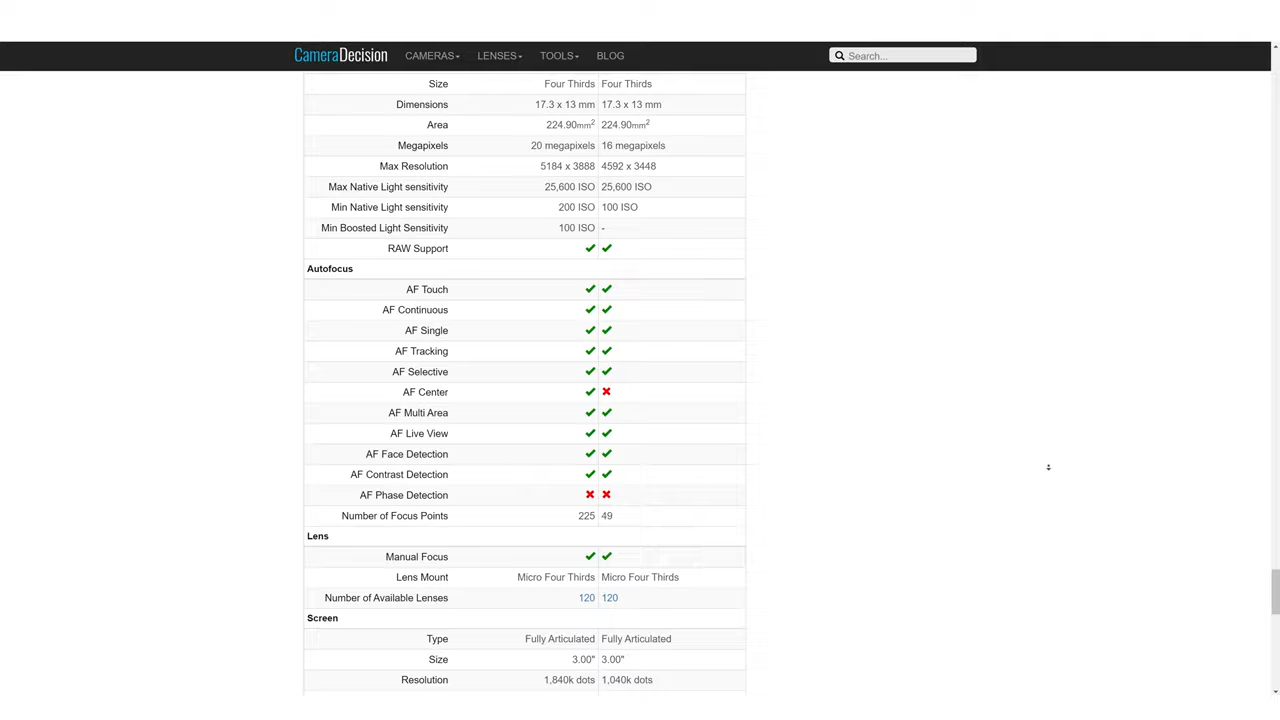 CameraDecision CAMERAS LENSES TOOLS BLOG Search...
Size Four Thirds Four Thirds
Dimensions 17.3 x 13 mm 17.3 x 13 mm
Area 224.90mm² 224.90mm²
Megapixels 20 megapixels 16 megapixels
Max Resolution 5184 x 3888 4592 x 3448
Max Native Light sensitivity 25,600 ISO 25,600 ISO
Min Native Light sensitivity 200 ISO 100 ISO
Min Boosted Light Sensitivity 100 ISO -
RAW Support
Autofocus
AF Touch
AF Continuous
AF Single
AF Tracking
AF Selective
AF Center
AF Multi Area
AF Live View
AF Face Detection
AF Contrast Detection
AF Phase Detection
Number of Focus Points 225 49
Lens
Manual Focus
Lens Mount Micro Four Thirds Micro Four Thirds
Number of Available Lenses 120 120
Screen
Type Fully Articulated Fully Articulated
Size 3.00" 3.00"
Resolution 1,840k dots 1,040k dots